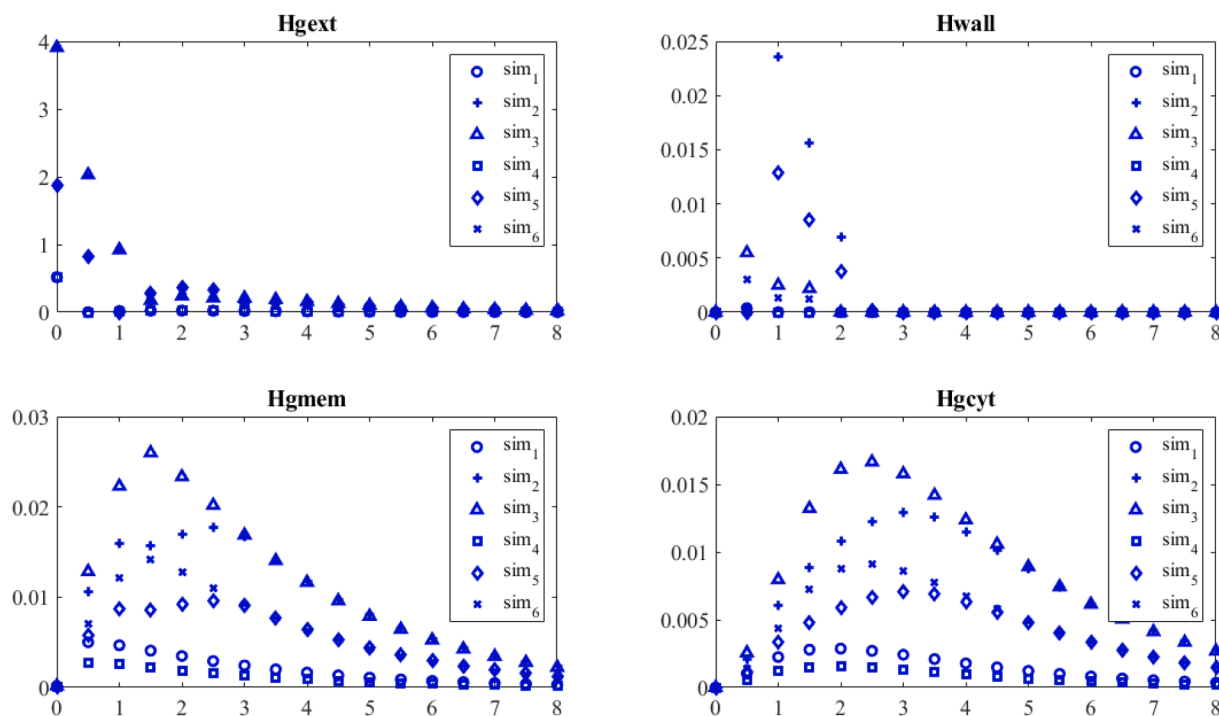 Hgext
4
3
2
1
0
0 1 2 3 4 5 6 7 8
sim₁
sim₂
sim₃
sim₄
sim₅
sim₆
Hwall
0.025
0.02
0.015
0.01
0.005
0
0 1 2 3 4 5 6 7 8
sim₁
sim₂
sim₃
sim₄
sim₅
sim₆
Hgmem
0.03
0.02
0.01
0
0 1 2 3 4 5 6 7 8
sim₁
sim₂
sim₃
sim₄
sim₅
sim₆
Hgcyt
0.02
0.015
0.01
0.005
0
0 1 2 3 4 5 6 7 8
sim₁
sim₂
sim₃
sim₄
sim₅
sim₆